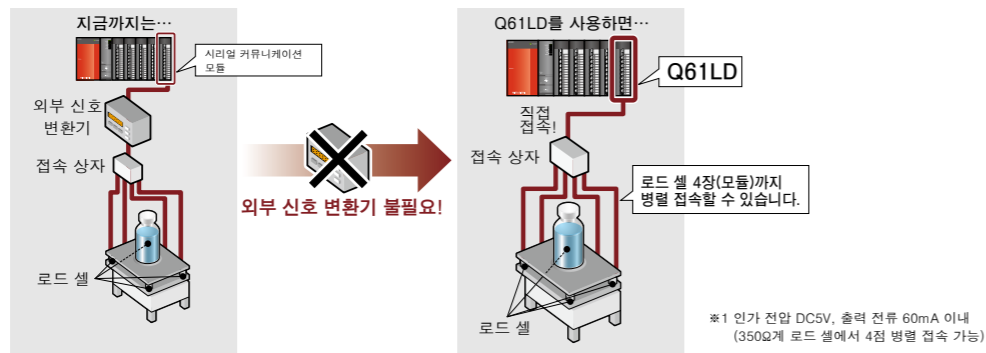 지금까지는…
시리얼 커뮤니케이션
모듈
외부 신호
변환기
접속 상자
로드 셀
외부 신호 변환기 불필요!
Q61LD를 사용하면…
Q61LD
직접
접속!
접속 상자
로드 셀 4장(모듈)까지
병렬 접속할 수 있습니다.
로드 셀
※1 인가 전압 DC5V, 출력 전류 60mA 이내
(350Ω계 로드 셀에서 4점 병렬 접속 가능)